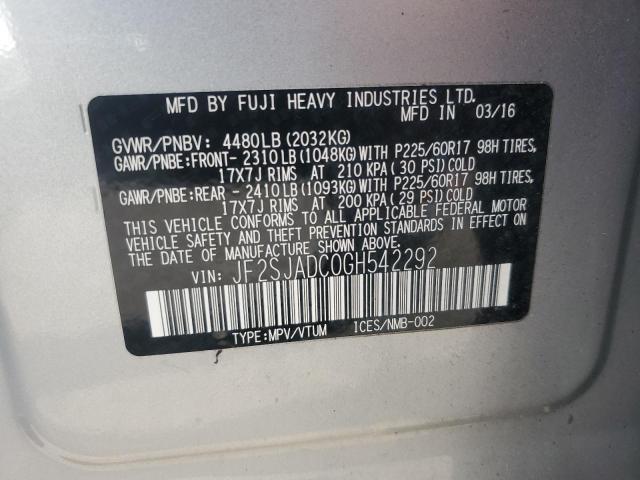 MFD BY FUJI HEAVY INDUSTRIES LTD.
MFD IN 03/16
GVWR/PNBV: 4480LB (2032KG)
GAWR/PNBE:FRONT- 2310LB (1048KG) WITH P225/60R17 98H TIRES,
17X7J RIMS AT 210 KPA (30 PSI) COLD
GAWR/PNBE:REAR - 2410LB (1093KG) WITH P225/60R17 98H TIRES,
17X7J RIMS AT 200 KPA (29 PSI) COLD
THIS VEHICLE CONFORMS TO ALL APPLICABLE FEDERAL MOTOR
VEHICLE SAFETY AND THEFT PREVENTION STANDARDS IN EFFECT ON
THE DATE OF MANUFACTURE SHOWN ABOVE.
VIN: JF2SJADC0GH542292
TYPE:MPV/VTUM ICES/NMB-002